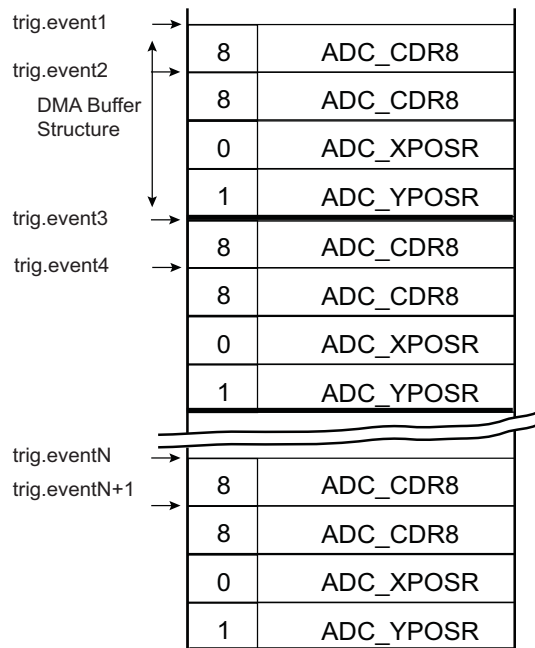 trig.event1
8 ADC_CDR8
trig.event2
8 ADC_CDR8
DMA Buffer
Structure
0 ADC_XPOSR
1 ADC_YPOSR
trig.event3
8 ADC_CDR8
trig.event4
8 ADC_CDR8
0 ADC_XPOSR
1 ADC_YPOSR
trig.eventN
8 ADC_CDR8
trig.eventN+1
8 ADC_CDR8
0 ADC_XPOSR
1 ADC_YPOSR